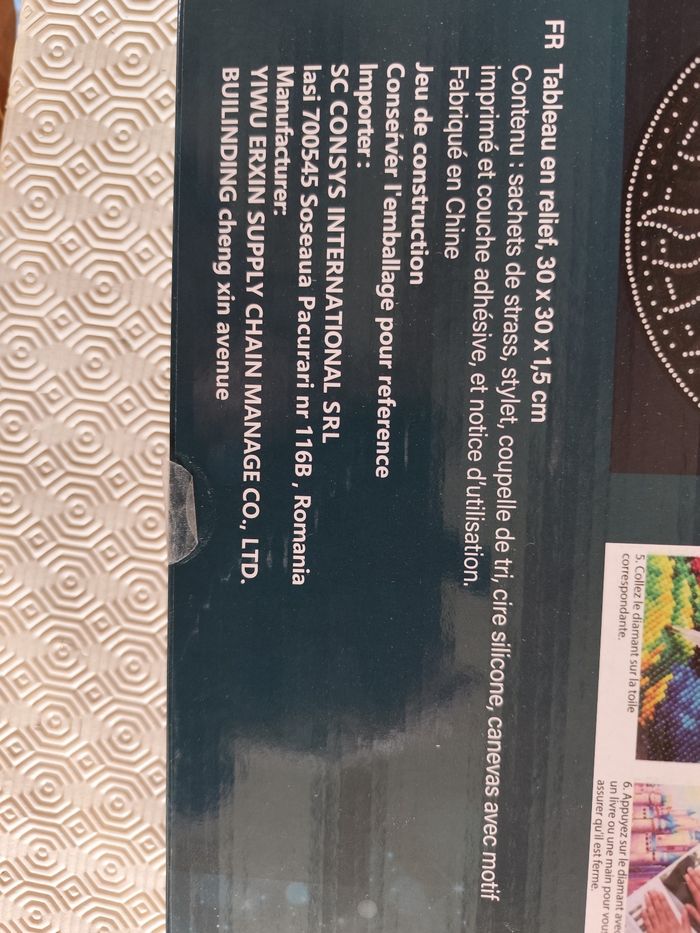 FR Tableau en relief, 30 x 30 x 1,5 cm
Contenu : sachets de strass, stylet, coupelle de tri, cire silicone, canevas avec motif
imprimé et couche adhésive, et notice d'utilisation.
Fabriqué en Chine
Jeu de construction
Consefvér l'emballage pour reference
Importer :
SC CONSYS INTERNATIONAL SRL
Iasi 700545 Soseaua Pacurari nr 116B , Romania
Manufacturer:
YIWU ERXIN SUPPLY CHAIN MANAGE CO., LTD.
BUILINDING cheng xin avenue
5. Collez le diamant sur la toile
correspondante.
6. Appuyez sur le diamant avec
un livre ou une main pour vous
assurer qu'il est ferme.